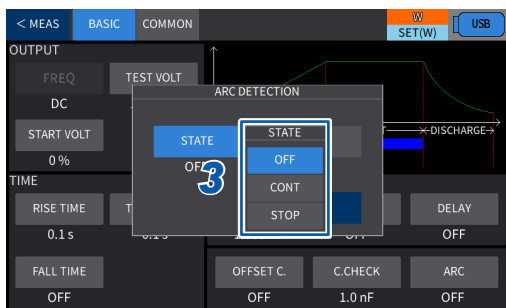 < MEAS BASIC COMMON W SET(W) USB
OUTPUT
FREQ TEST VOLT
DC
ARC DETECTION
START VOLT STATE STATE DISCHARGE
0 % OFF
3
CONT
STOP
TIME
RISE TIME DELAY
0.1 s OFF
FALL TIME OFFSET C. C.CHECK ARC
OFF OFF 1.0 nF OFF